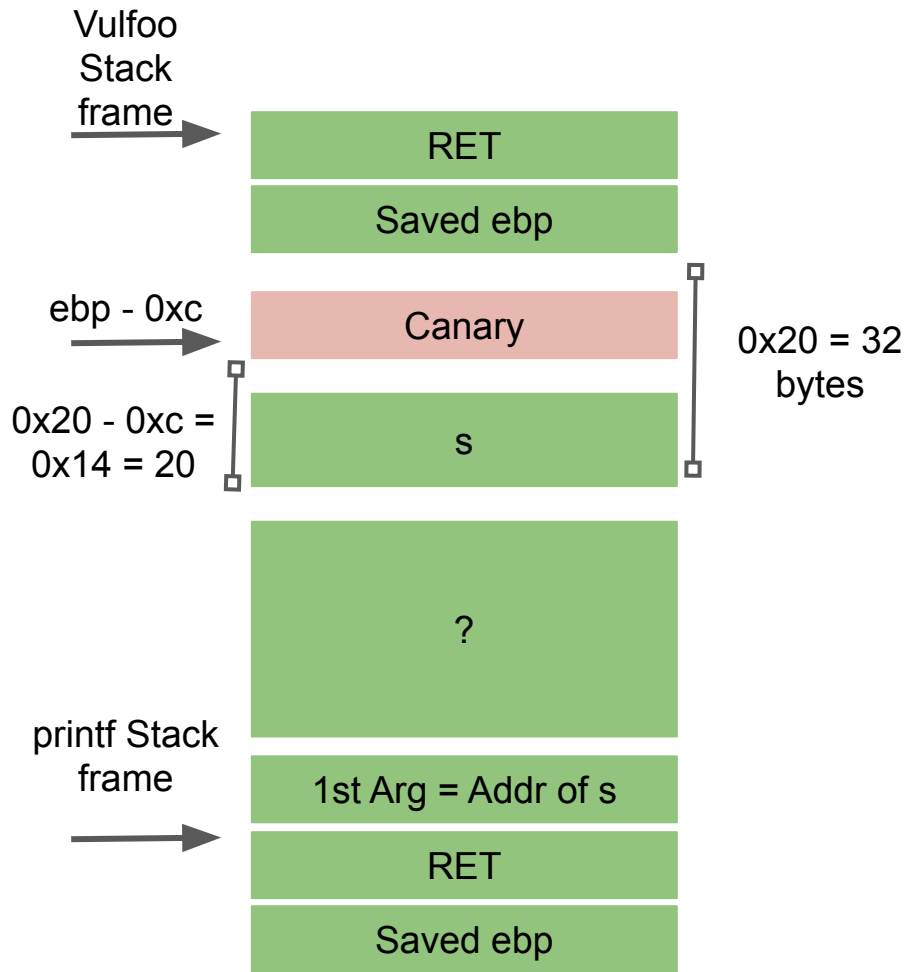 Vulfoo
Stack
frame
RET
Saved ebp
ebp - 0xc
Canary
0x20 = 32
bytes
0x20 - 0xc =
0x14 = 20
s
?
printf Stack
frame
1st Arg = Addr of s
RET
Saved ebp